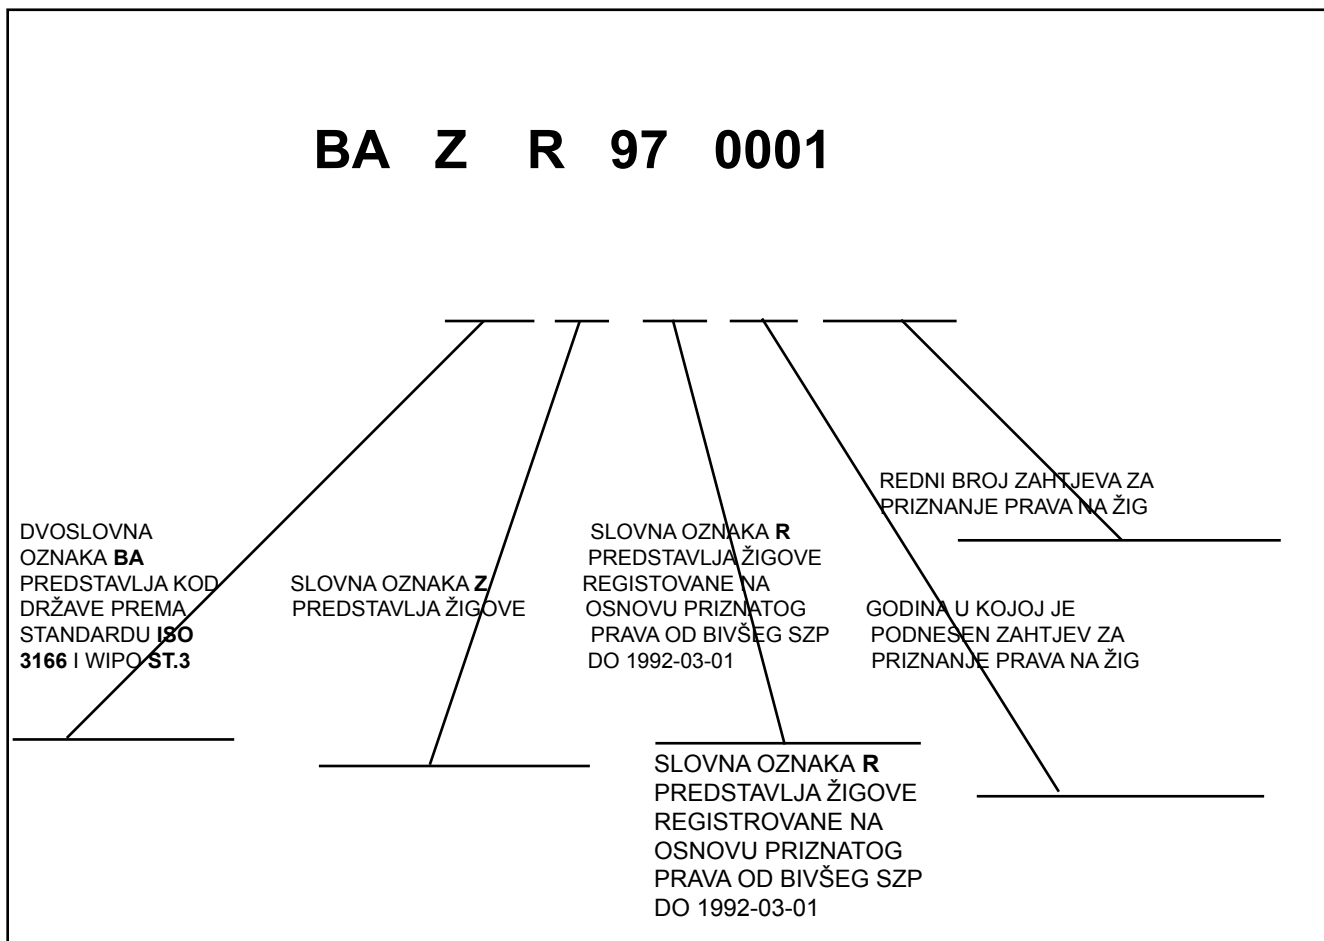 BA Z R 97 0001
DVOSLOVNA
OZNAKA BA
PREDSTAVLJA KOD
DRŽAVE PREMA
STANDARDU ISO
3166 I WIPO ST.3
SLOVNA OZNAKA Z
PREDSTAVLJA ŽIGOVE
SLOVNA OZNAKA R
PREDSTAVLJA ŽIGOVE
REGISTOVANE NA
OSNOVU PRIZNATOG
PRAVA OD BIVŠEG SZP
DO 1992-03-01
SLOVNA OZNAKA R
PREDSTAVLJA ŽIGOVE
REGISTROVANE NA
OSNOVU PRIZNATOG
PRAVA OD BIVŠEG SZP
DO 1992-03-01
GODINA U KOJOJ JE
PODNESEN ZAHTJEV ZA
PRIZNANJE PRAVA NA ŽIG
REDNI BROJ ZAHTJEVA ZA
PRIZNANJE PRAVA NA ŽIG